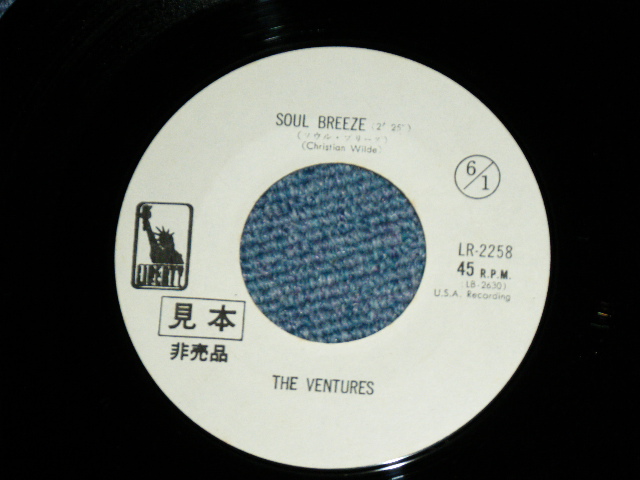 SOUL BREEZE (2' 25")
(ソウル・ブリーズ)
(Christian Wilde)
6/1
LIBERTY
LR-2258
45 R.P.M.
(LB-2630)
U.S.A. Recording
見本
非売品
THE VENTURES